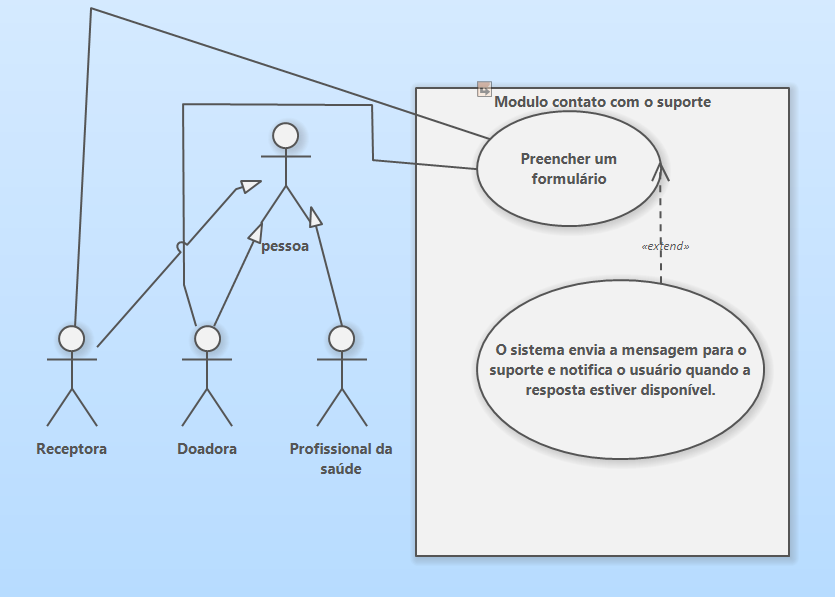 Modulo contato com o suporte
Preencher um
formulário
pessoa
«extend»
O sistema envia a mensagem para o
suporte e notifica o usuário quando a
resposta estiver disponível.
Receptora
Doadora
Profissional da
saúde